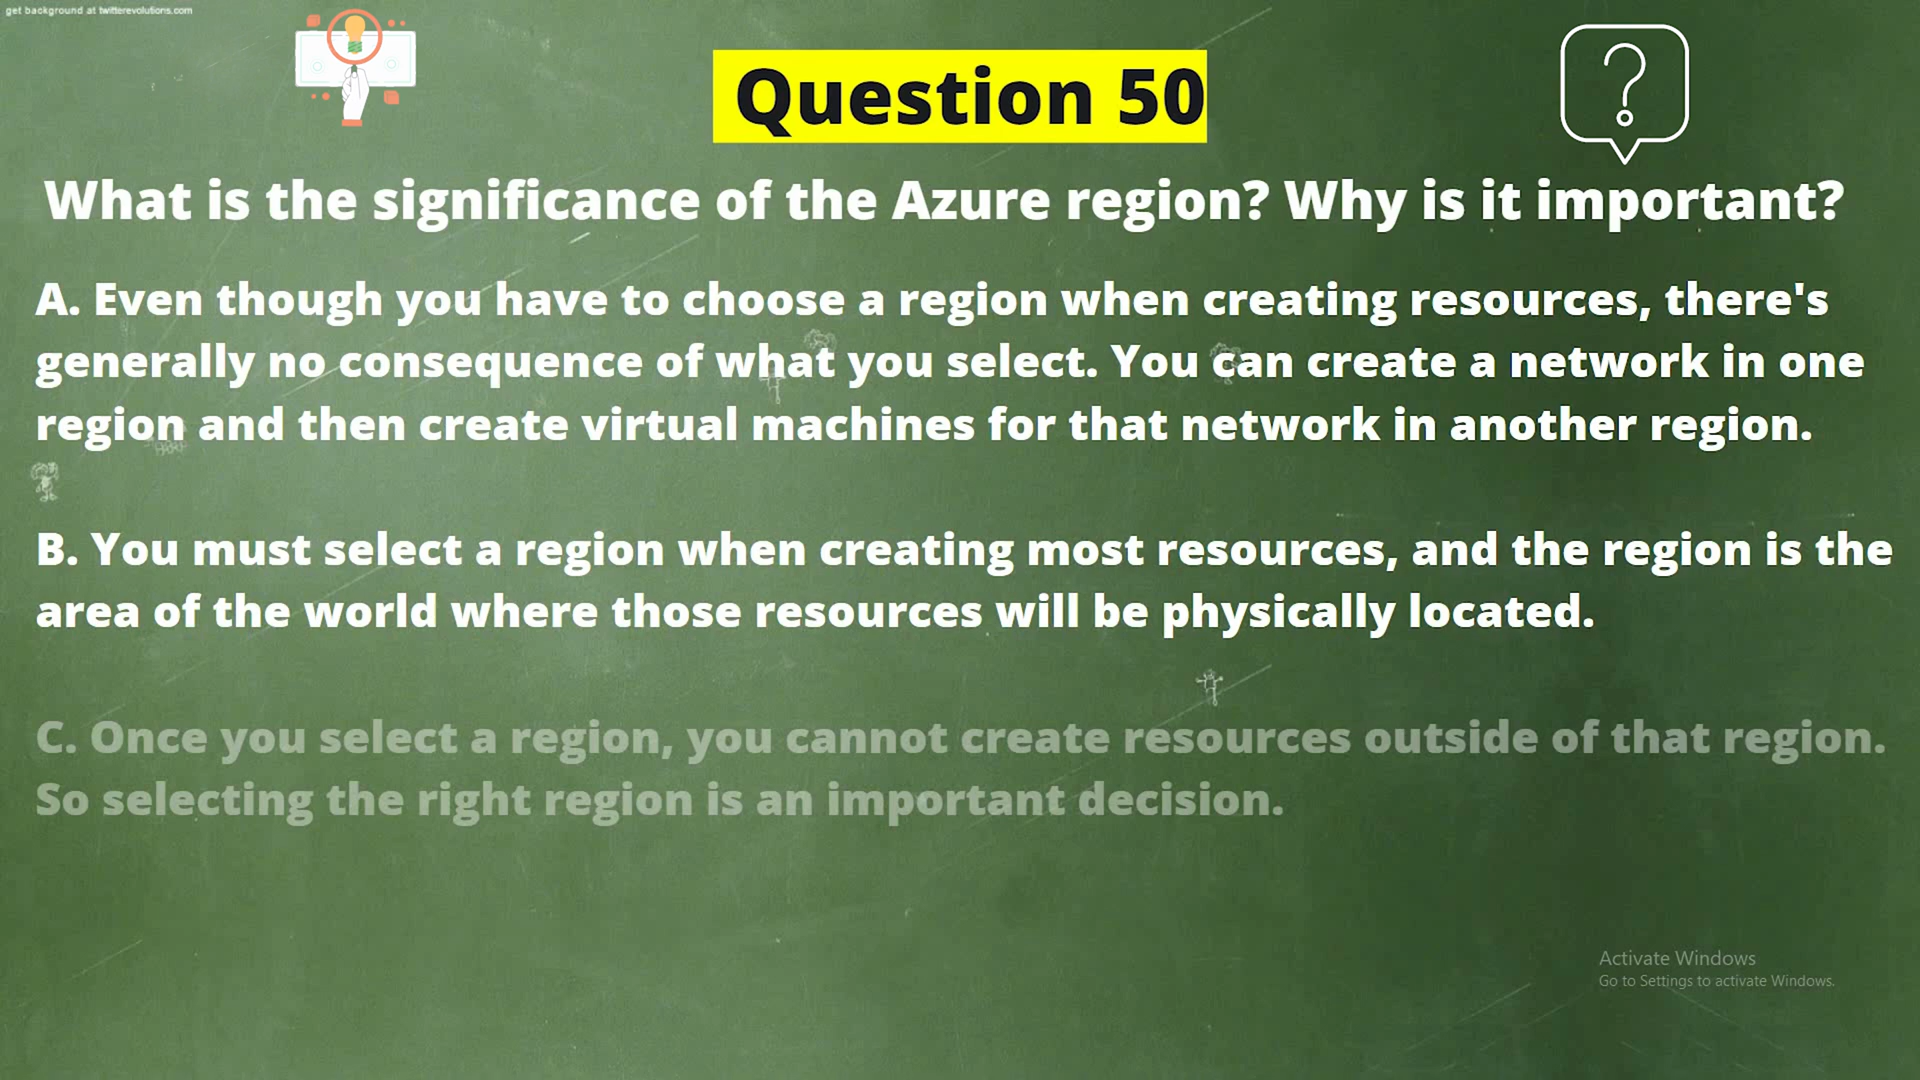 get background at twitterevolutions.com
Question 50
What is the significance of the Azure region? Why is it important?
A. Even though you have to choose a region when creating resources, there's
generally no consequence of what you select. You can create a network in one
region and then create virtual machines for that network in another region.
B. You must select a region when creating most resources, and the region is the
area of the world where those resources will be physically located.
C. Once you select a region, you cannot create resources outside of that region.
So selecting the right region is an important decision.
Activate Windows
Go to Settings to activate Windows.